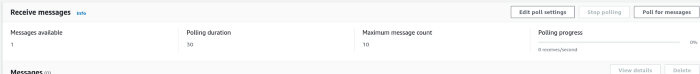 Receive messages Info Edit poll settings Stop polling Poll for messages
Messages available Polling duration Maximum message count Polling progress
1 30 10 0%
0 receives/second
Messages (0) View details Delete